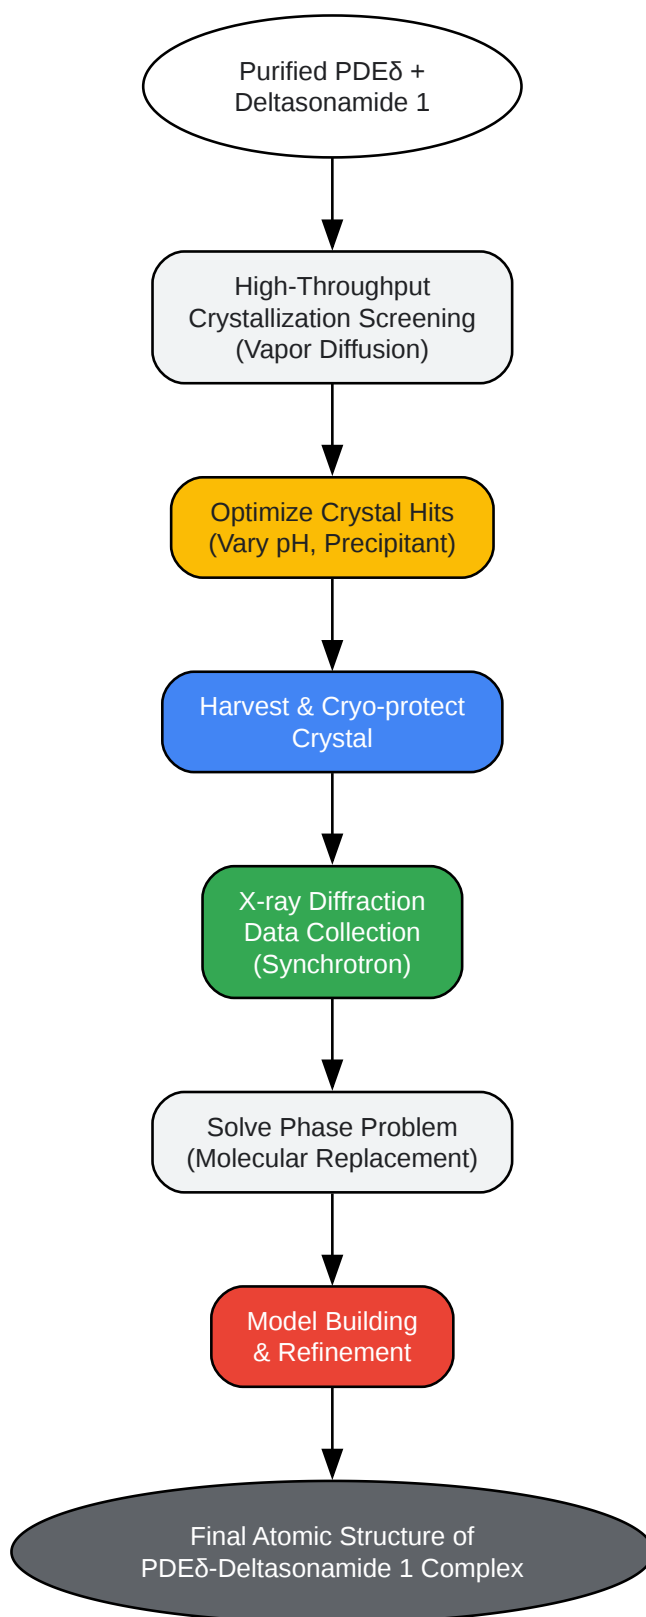 Purified PDEδ +
Deltasonamide 1
High-Throughput
Crystallization Screening
(Vapor Diffusion)
Optimize Crystal Hits
(Vary pH, Precipitant)
Harvest & Cryo-protect
Crystal
X-ray Diffraction
Data Collection
(Synchrotron)
Solve Phase Problem
(Molecular Replacement)
Model Building
& Refinement
Final Atomic Structure of
PDEδ-Deltasonamide 1 Complex